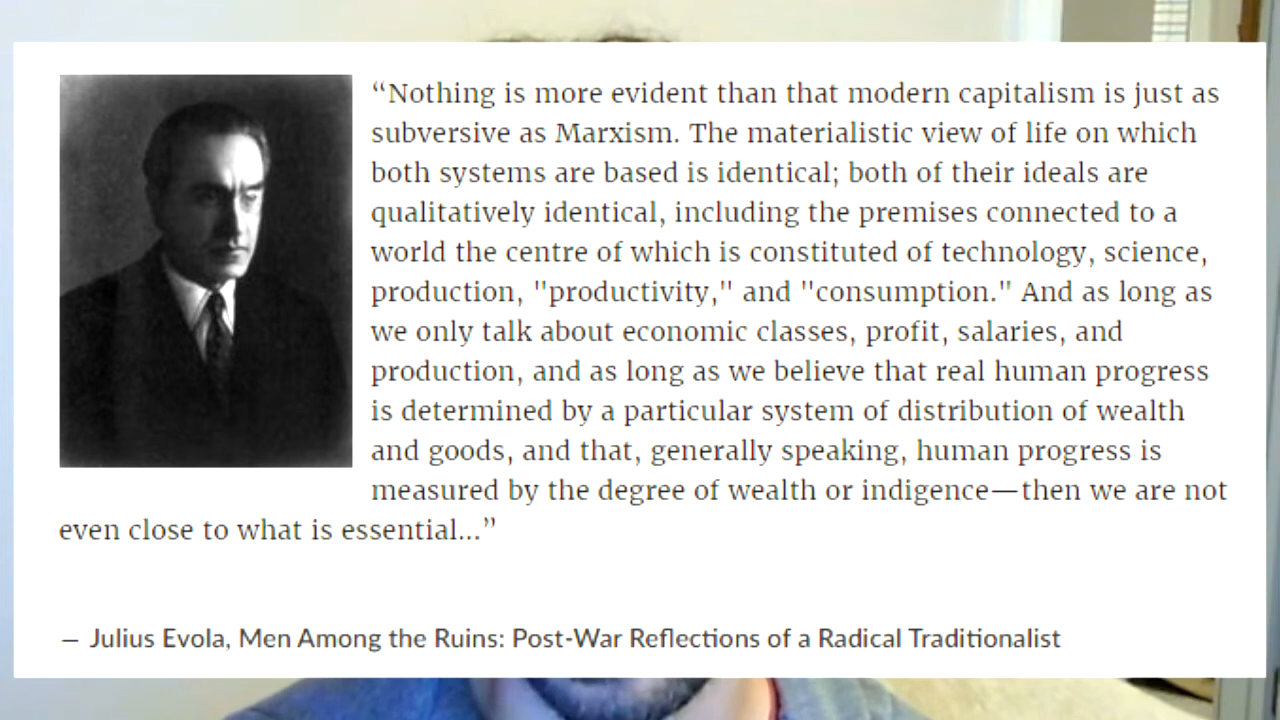 “Nothing is more evident than that modern capitalism is just as
subversive as Marxism. The materialistic view of life on which
both systems are based is identical; both of their ideals are
qualitatively identical, including the premises connected to a
world the centre of which is constituted of technology, science,
production, "productivity," and "consumption." And as long as
we only talk about economic classes, profit, salaries, and
production, and as long as we believe that real human progress
is determined by a particular system of distribution of wealth
and goods, and that, generally speaking, human progress is
measured by the degree of wealth or indigence—then we are not
even close to what is essential...”
― Julius Evola, Men Among the Ruins: Post-War Reflections of a Radical Traditionalist